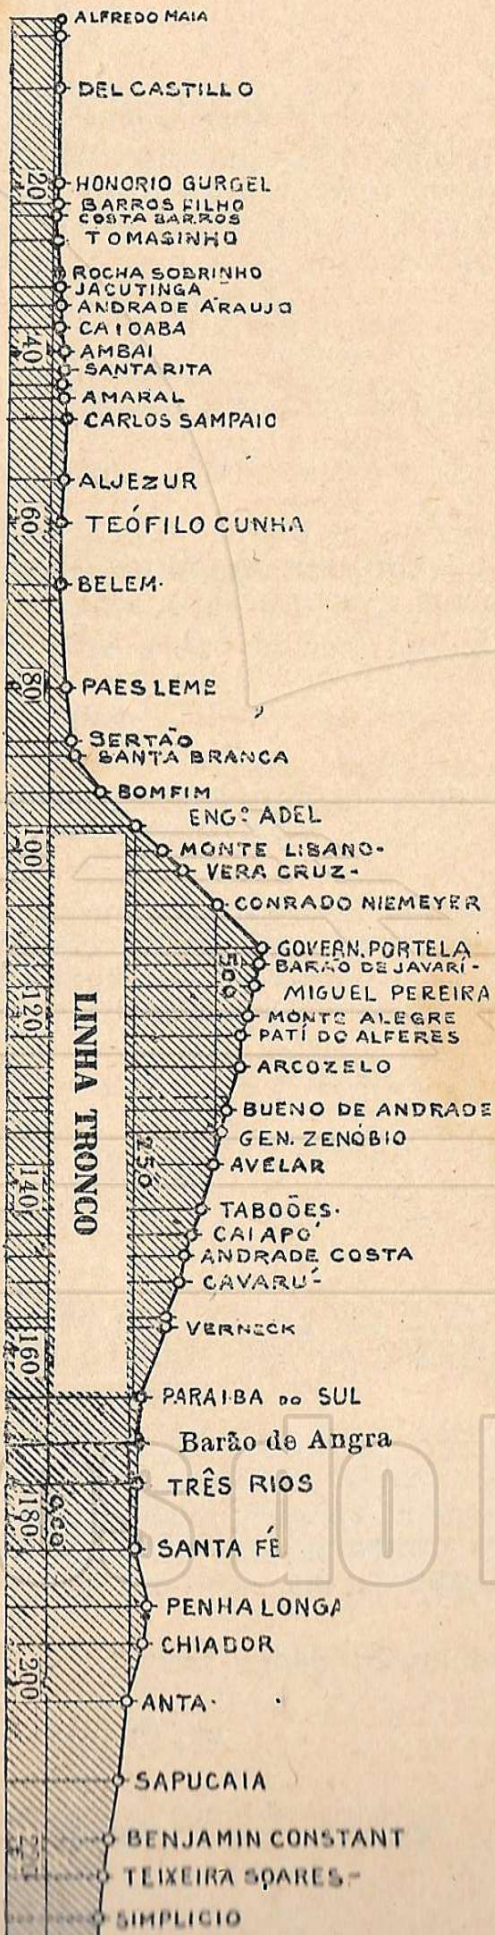 ALFREDO MAIA
DEL CASTILLO
20
HONORIO GURGEL
BARROS FILHO
COSTA BARROS
TOMASINHO
ROCHA SOBRINHO
JACUTINGA
ANDRADE ARAUJO
CAIOABA
40
AMBAI
SANTA RITA
AMARAL
CARLOS SAMPAIO
ALJEZUR
60
TEÓFILO CUNHA
BELEM.
80
PAES LEME
SERTÃO
SANTA BRANCA
BOMFIM
ENGº ADEL
100
MONTE LIBANO-
VERA CRUZ-
CONRADO NIEMEYER
GOVERN. PORTELA
500
BARÃO DE JAVARÍ-
MIGUEL PEREIRA
120
MONTE ALEGRE
PATÍ DO ALFERES
LINHA TRONCO
ARCOZELO
BUENO DE ANDRADE
GEN. ZENÓBIO
250
AVELAR
140
TABOÕES.
CAIAPÓ
ANDRADE COSTA
CAVARÚ-
VERNECK
160
PARAIBA DO SUL
Barão de Angra
TRÊS RIOS
180
SANTA FÉ
PENHA LONGA
CHIADOR
200
ANTA.
SAPUCAIA
BENJAMIN CONSTANT
TEIXEIRA SOARES-
SIMPLICIO